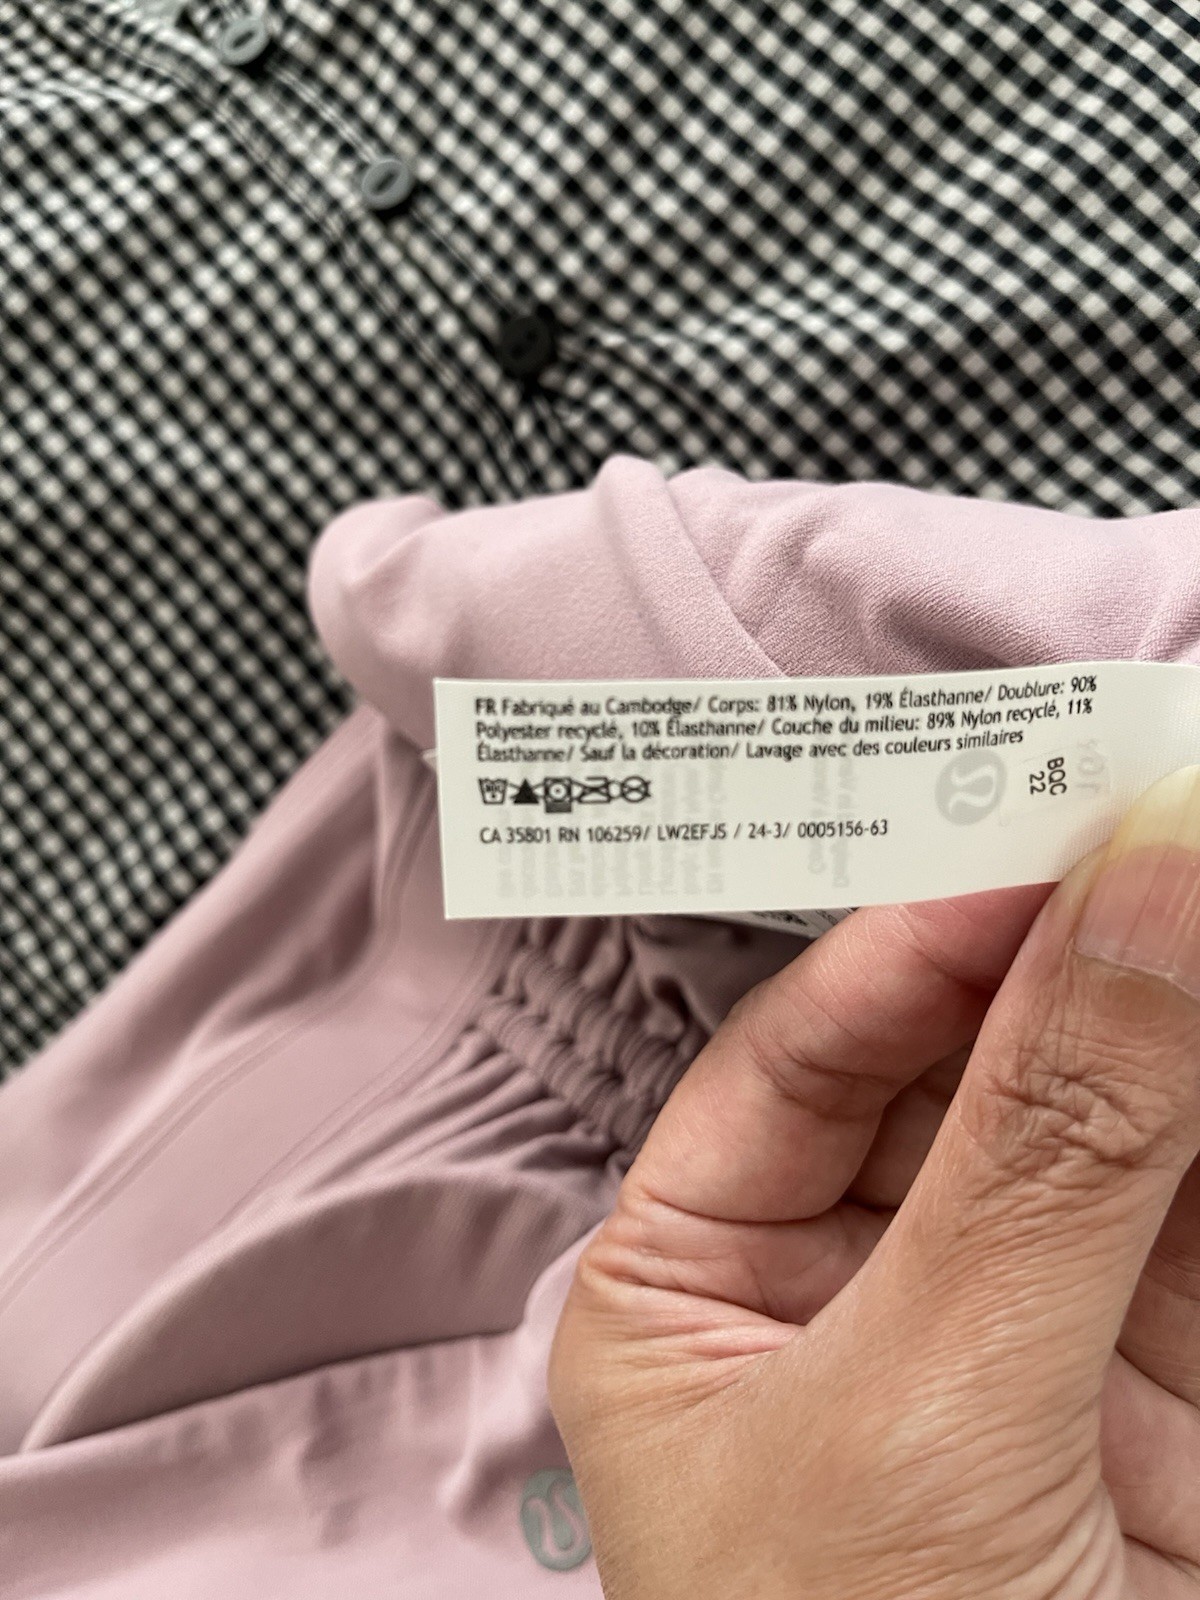 FR Fabriqué au Cambodge/ Corps: 81% Nylon, 19% Élasthanne/ Doublure: 90%
Polyester recyclé, 10% Élasthanne/ Couche du milieu: 89% Nylon recyclé, 11%
Élasthanne/ Sauf la décoration/ Lavage avec des couleurs similaires
CA 35801 RN 106259/ LW2EFJS / 24-3/ 0005156-63
BQC
22